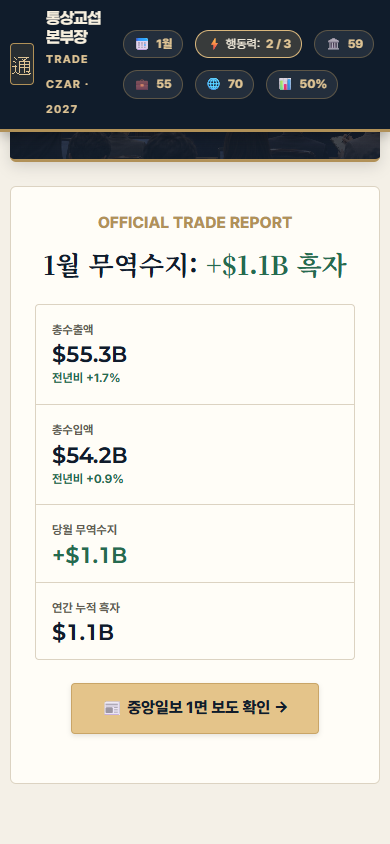 通
통상교섭
본부장
TRADE
CZAR ·
2027
1월
행동력: 2 / 3
59
55
70
50%
OFFICIAL TRADE REPORT
1월 무역수지: +$1.1B 흑자
총수출액
$55.3B
전년비 +1.7%
총수입액
$54.2B
전년비 +0.9%
당월 무역수지
+$1.1B
연간 누적 흑자
$1.1B
중앙일보 1면 보도 확인 →